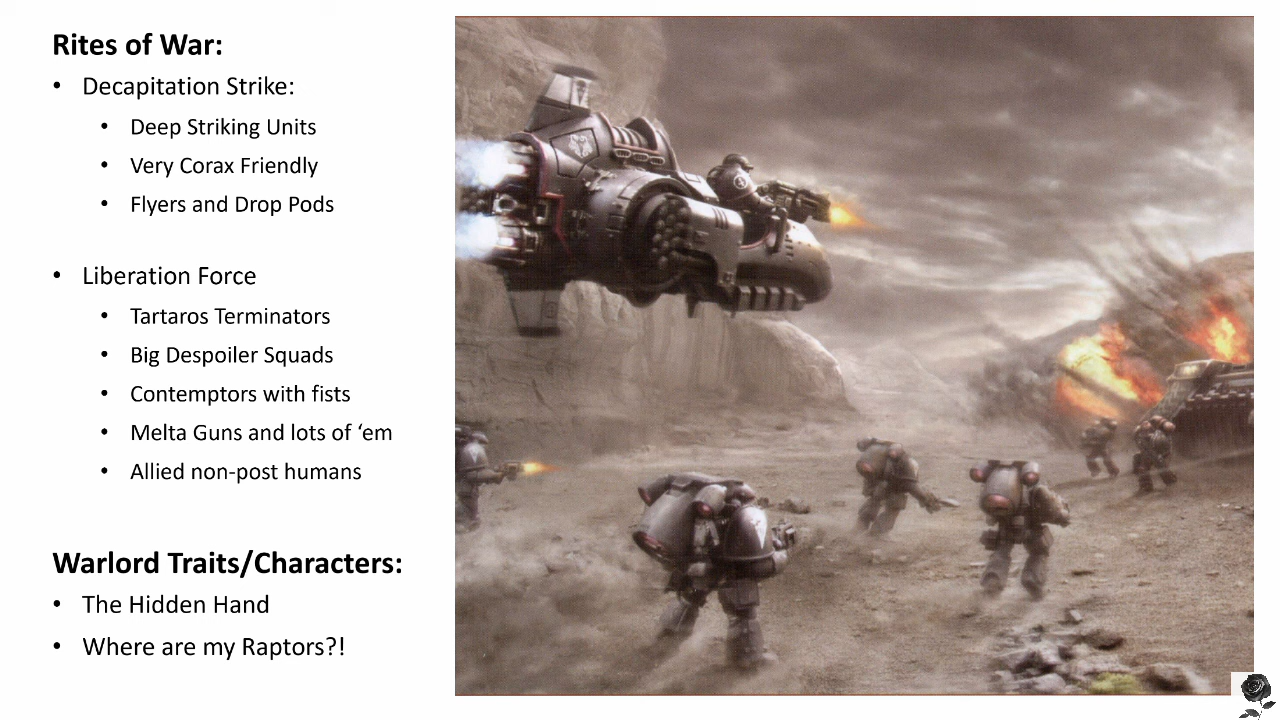 Rites of War:
• Decapitation Strike:
• Deep Striking Units
• Very Corax Friendly
• Flyers and Drop Pods
• Liberation Force
• Tartaros Terminators
• Big Despoiler Squads
• Contemptors with fists
• Melta Guns and lots of ‘em
• Allied non-post humans
Warlord Traits/Characters:
• The Hidden Hand
• Where are my Raptors?!